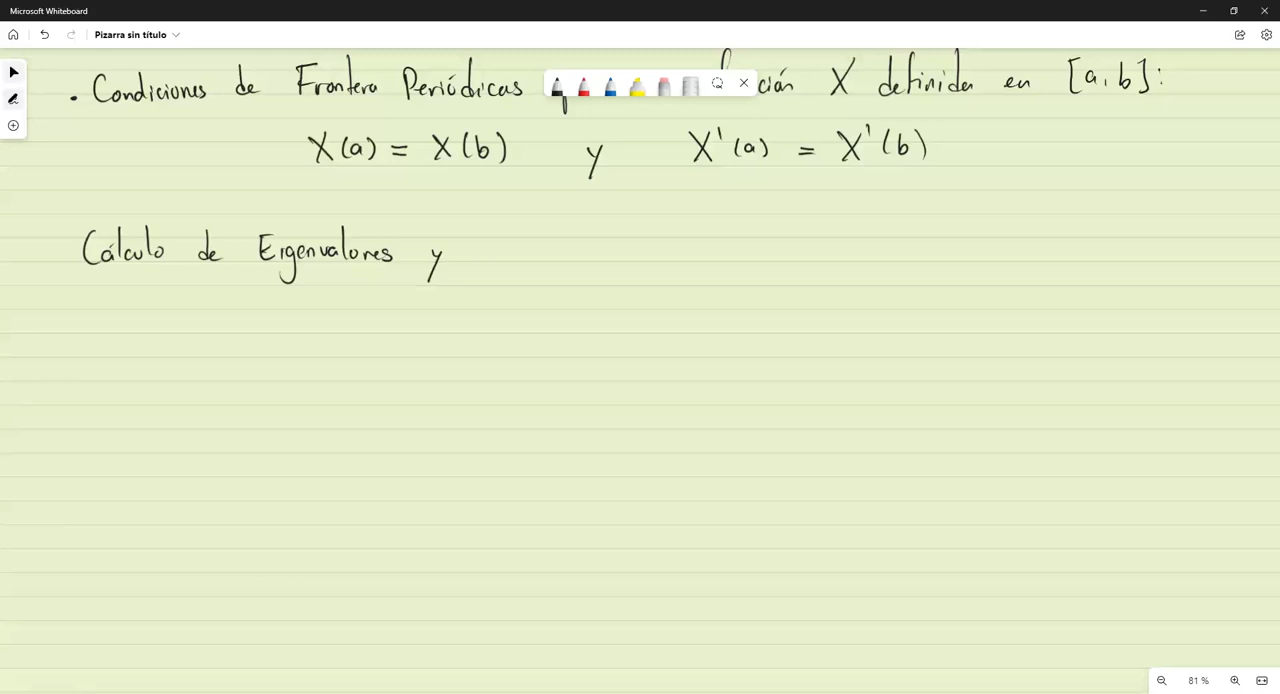 Microsoft Whiteboard
Pizarra sin título
. Condiciones de Frontera Periódicas ción X definida en [a,b]:
X(a) = X(b) y X'(a) = X'(b)
Cálculo de Eigenvalores y
81 %